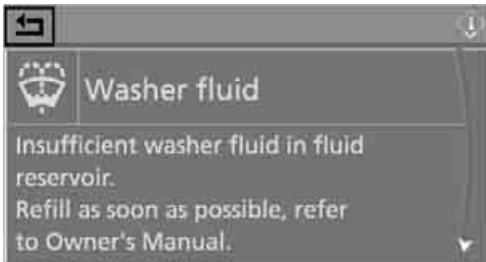 Washer fluid
Insufficient washer fluid in fluid
reservoir.
Refill as soon as possible, refer
to Owner's Manual.